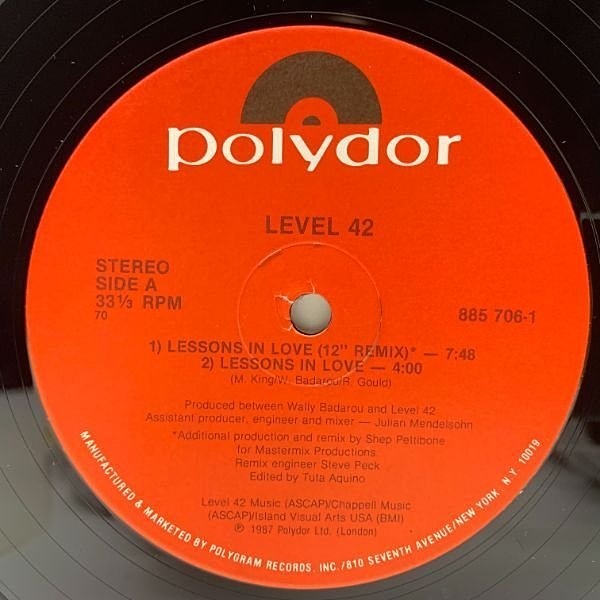 polydor
LEVEL 42
STEREO
SIDE A
33⅓ RPM
70
885 706-1
1) LESSONS IN LOVE (12" REMIX)* — 7:48
2) LESSONS IN LOVE — 4:00
(M. King/W. Badarou/R. Gould)
Produced between Wally Badarou and Level 42
Assistant producer, engineer and mixer — Julian Mendelsohn
*Additional production and remix by Shep Pettibone
for Mastermix Productions
Remix engineer Steve Peck
Edited by Tuta Aquino
Level 42 Music (ASCAP)/Chappell Music
(ASCAP)/Island Visual Arts USA (BMI)
℗ 1987 Polydor Ltd. (London)
MANUFACTURED & MARKETED BY POLYGRAM RECORDS, INC./810 SEVENTH AVENUE/NEW YORK, N.Y. 10019